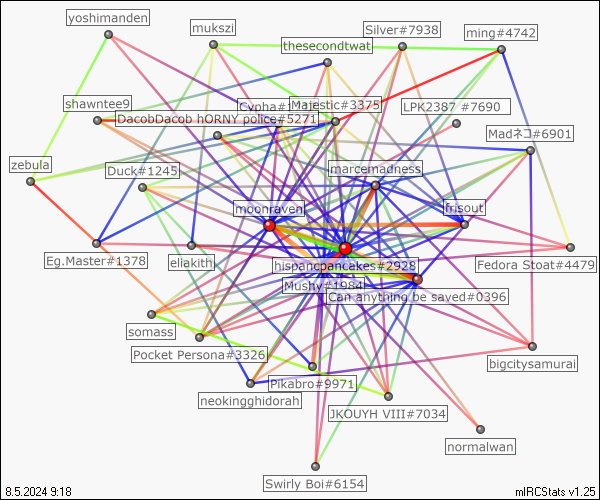 yoshimanden
mukszi
Silver#7938
ming#4742
thesecondtwat
shawntee9
Majestic#3375
LPK2387 #7690
DacobDacob hORNY police#5271
Madネコ#6901
zebula
Duck#1245
marcemadness
moonraven
frisout
Eg.Master#1378
eliakith
hispancpancakes#2928
Fedora Stoat#4479
Mushy#1984
Can anything be saved#0396
somass
Pocket Persona#3326
bigcitysamurai
Pikabro#9971
neokingghidorah
JKOUYH VIII#7034
normalwan
Swirly Boi#6154
8.5.2024 9:18
mIRCStats v1.25